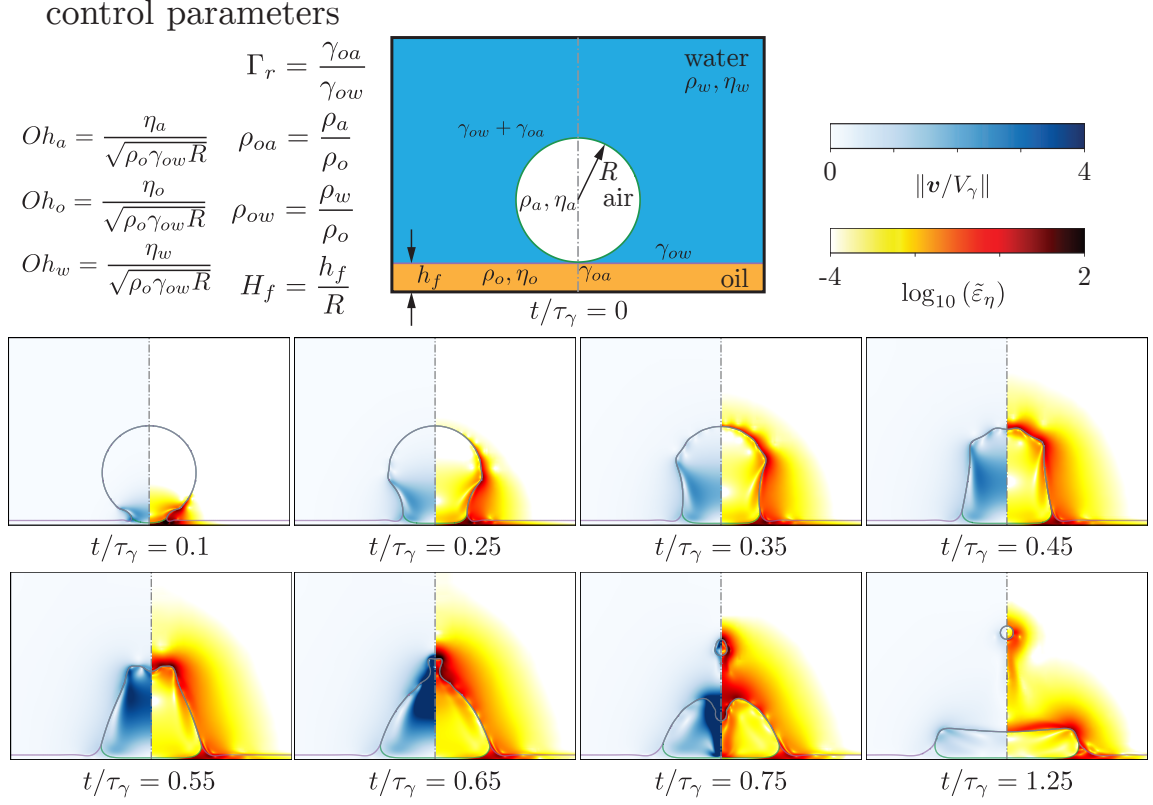 control parameters
Γ_r = γ_oa / γ_ow
Oh_a = η_a / √(ρ_o γ_ow R)
ρ_oa = ρ_a / ρ_o
Oh_o = η_o / √(ρ_o γ_ow R)
ρ_ow = ρ_w / ρ_o
Oh_w = η_w / √(ρ_o γ_ow R)
H_f = h_f / R
water
ρ_w, η_w
γ_ow + γ_oa
R
ρ_a, η_a air
γ_ow
h_f ρ_o, η_o γ_oa oil
t/τ_γ = 0
0 4
‖v/V_γ‖
-4 2
log_10 (ε̃_η)
t/τ_γ = 0.1
t/τ_γ = 0.25
t/τ_γ = 0.35
t/τ_γ = 0.45
t/τ_γ = 0.55
t/τ_γ = 0.65
t/τ_γ = 0.75
t/τ_γ = 1.25